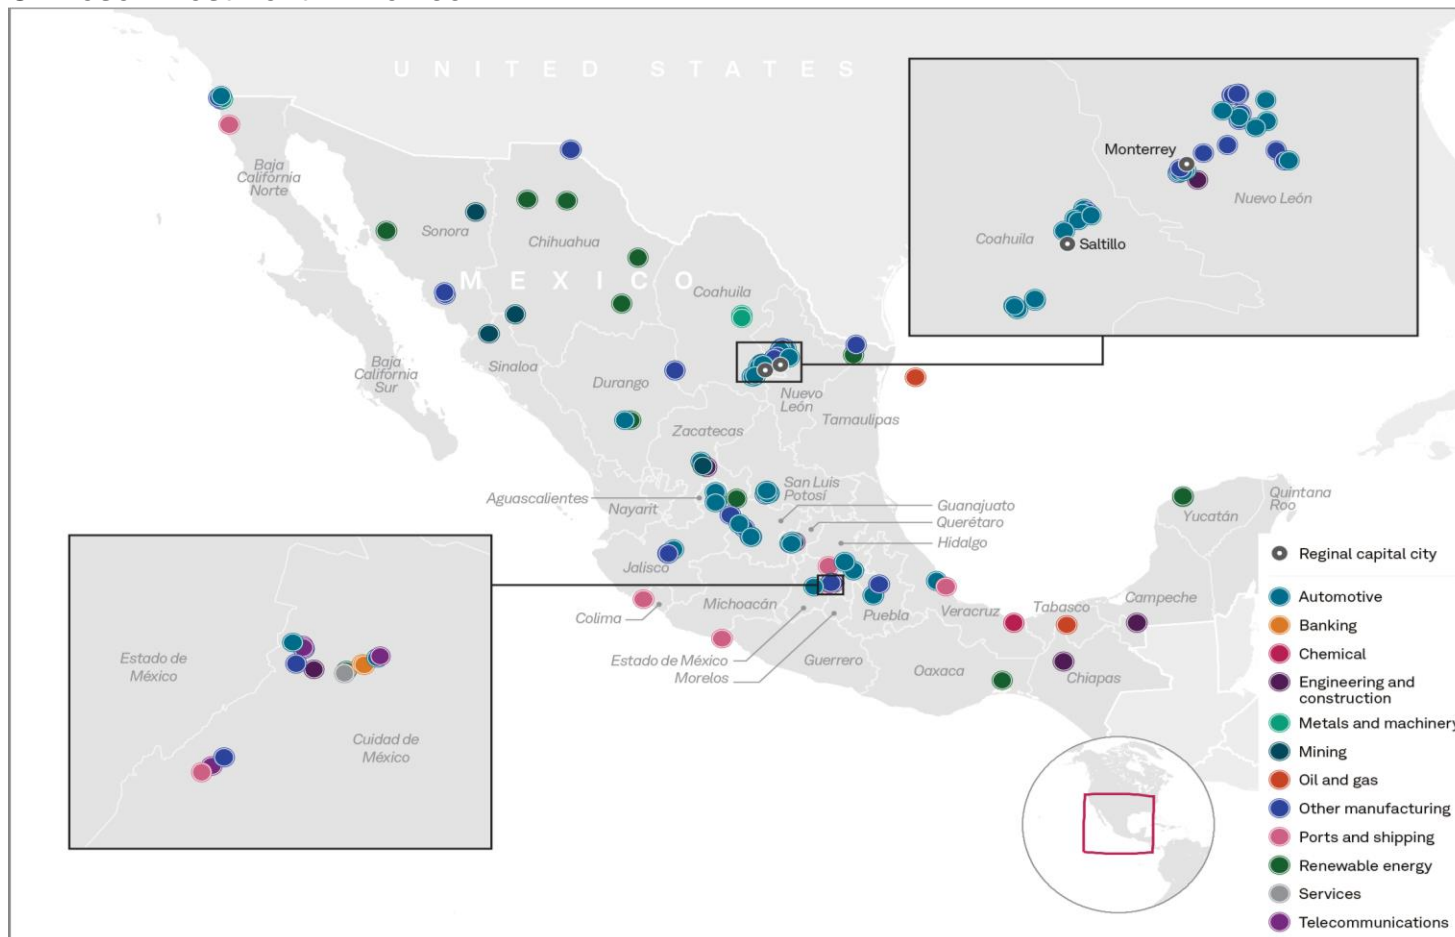 UNITED STATES
MEXICO
Baja
California
Norte
Sonora
Chihuahua
Coahuila
Baja
California
Sur
Sinaloa
Durango
Nuevo
León
Tamaulipas
Zacatecas
Aguascalientes
Nayarit
San Luis
Potosí
Guanajuato
Querétaro
Hidalgo
Jalisco
Colima
Michoacán
Estado de México
Morelos
Guerrero
Puebla
Veracruz
Oaxaca
Tabasco
Chiapas
Campeche
Yucatán
Quintana
Roo
Monterrey
Nuevo León
Coahuila
Saltillo
Estado de
México
Cuidad de
México
Reginal capital city
Automotive
Banking
Chemical
Engineering and
construction
Metals and machinery
Mining
Oil and gas
Other manufacturing
Ports and shipping
Renewable energy
Services
Telecommunications